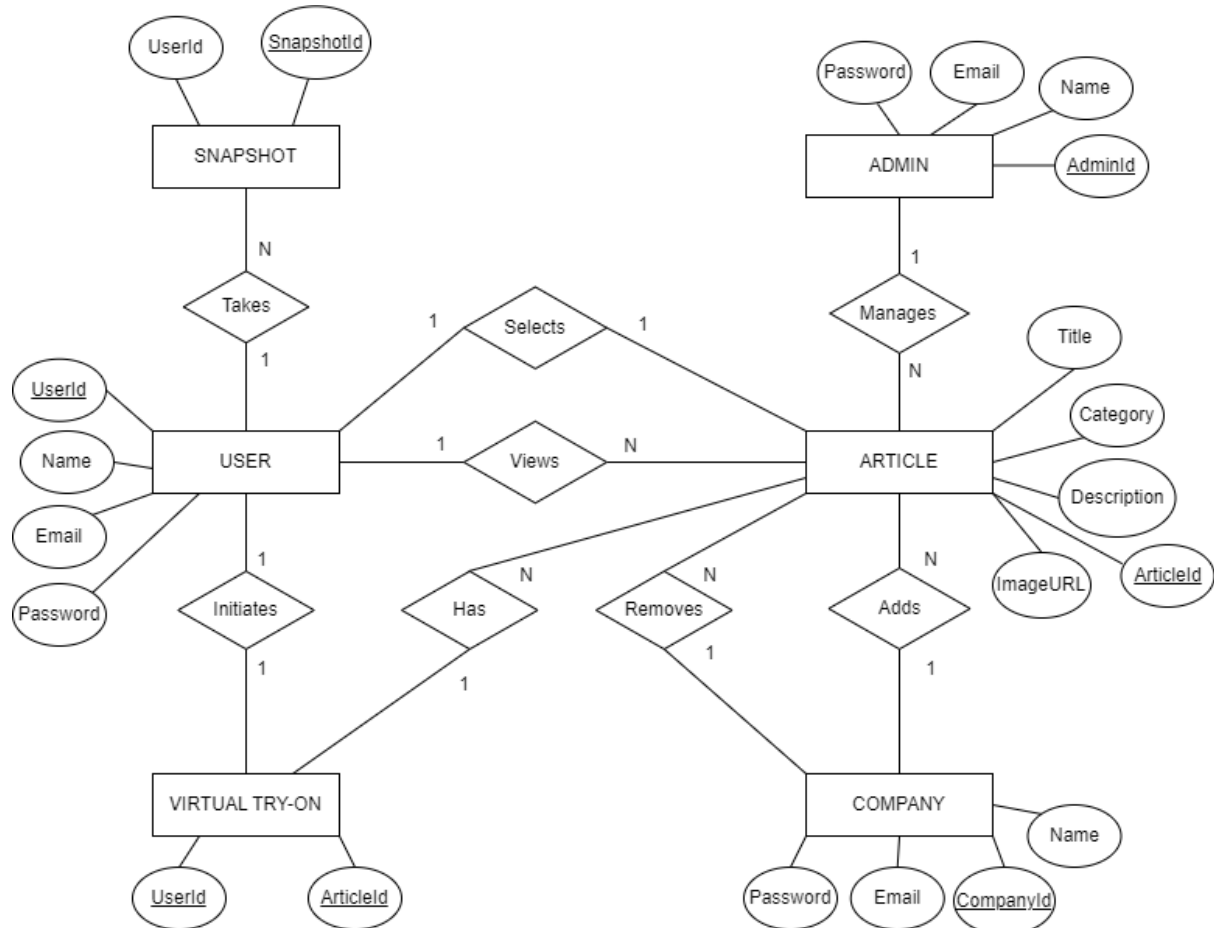 UserId
SnapshotId
SNAPSHOT
Password
Email
Name
AdminId
ADMIN
N
Takes
1
1
Selects
1
1
Manages
N
Title
Category
Description
ArticleId
ImageURL
UserId
Name
Email
Password
USER
1
Views
N
ARTICLE
1
Initiates
1
N
Has
1
N
Removes
1
N
Adds
1
VIRTUAL TRY-ON
UserId
ArticleId
COMPANY
Name
Password
Email
CompanyId